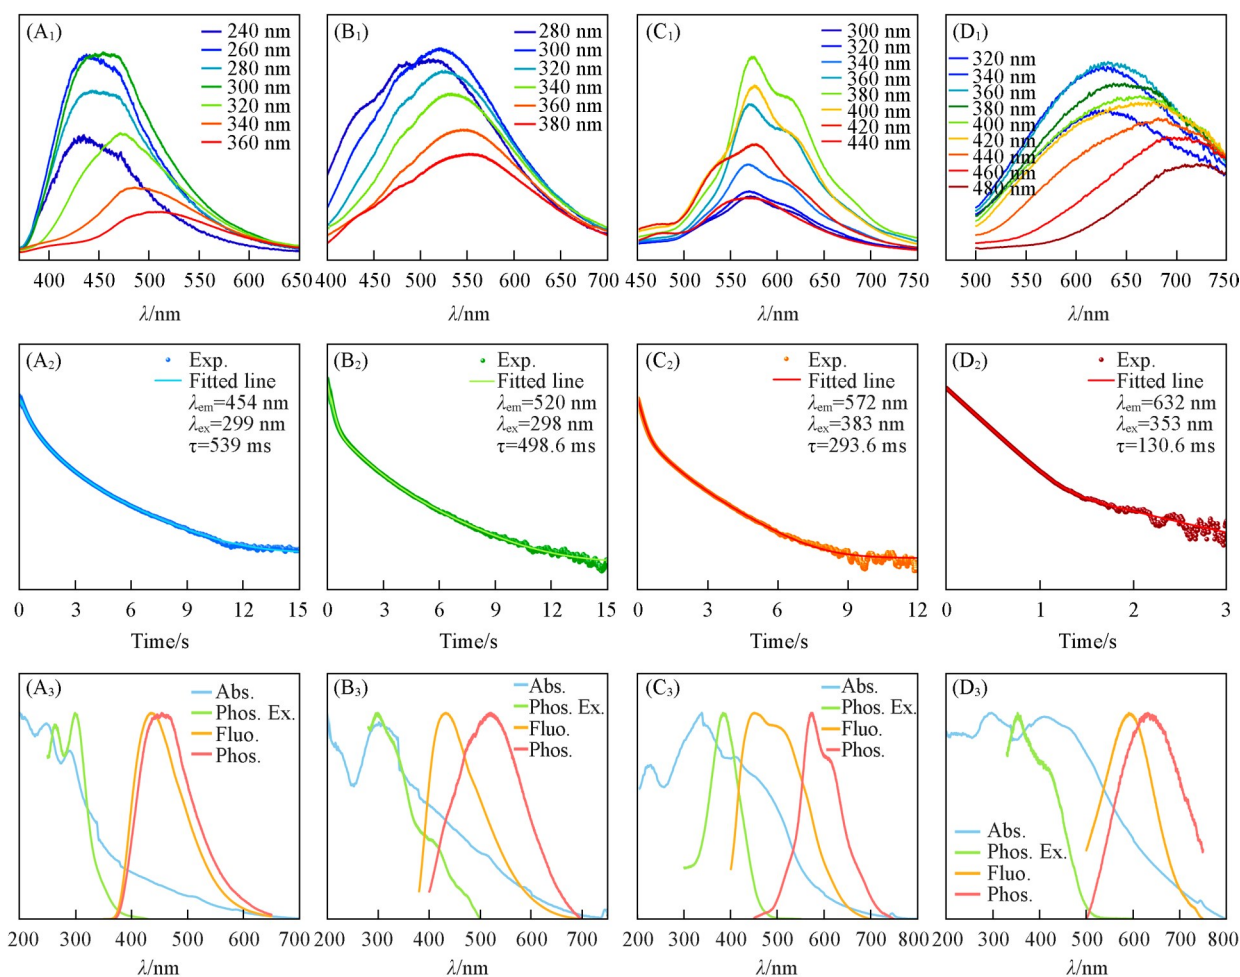 (A₁)
240 nm
260 nm
280 nm
300 nm
320 nm
340 nm
360 nm
400 450 500 550 600 650
λ/nm
(B₁)
280 nm
300 nm
320 nm
340 nm
360 nm
380 nm
400 450 500 550 600 650 700
λ/nm
(C₁)
300 nm
320 nm
340 nm
360 nm
380 nm
400 nm
420 nm
440 nm
450 500 550 600 650 700 750
λ/nm
(D₁)
320 nm
340 nm
360 nm
380 nm
400 nm
420 nm
440 nm
460 nm
480 nm
500 550 600 650 700 750
λ/nm
(A₂)
Exp.
Fitted line
λem=454 nm
λex=299 nm
τ=539 ms
0 3 6 9 12 15
Time/s
(B₂)
Exp.
Fitted line
λem=520 nm
λex=298 nm
τ=498.6 ms
0 3 6 9 12 15
Time/s
(C₂)
Exp.
Fitted line
λem=572 nm
λex=383 nm
τ=293.6 ms
0 3 6 9 12
Time/s
(D₂)
Exp.
Fitted line
λem=632 nm
λex=353 nm
τ=130.6 ms
0 1 2 3
Time/s
(A₃)
Abs.
Phos. Ex.
Fluo.
Phos.
200 300 400 500 600 700
λ/nm
(B₃)
Abs.
Phos. Ex.
Fluo.
Phos.
200 300 400 500 600 700
λ/nm
(C₃)
Abs.
Phos. Ex.
Fluo.
Phos.
200 300 400 500 600 700 800
λ/nm
(D₃)
Abs.
Phos. Ex.
Fluo.
Phos.
200 300 400 500 600 700 800
λ/nm